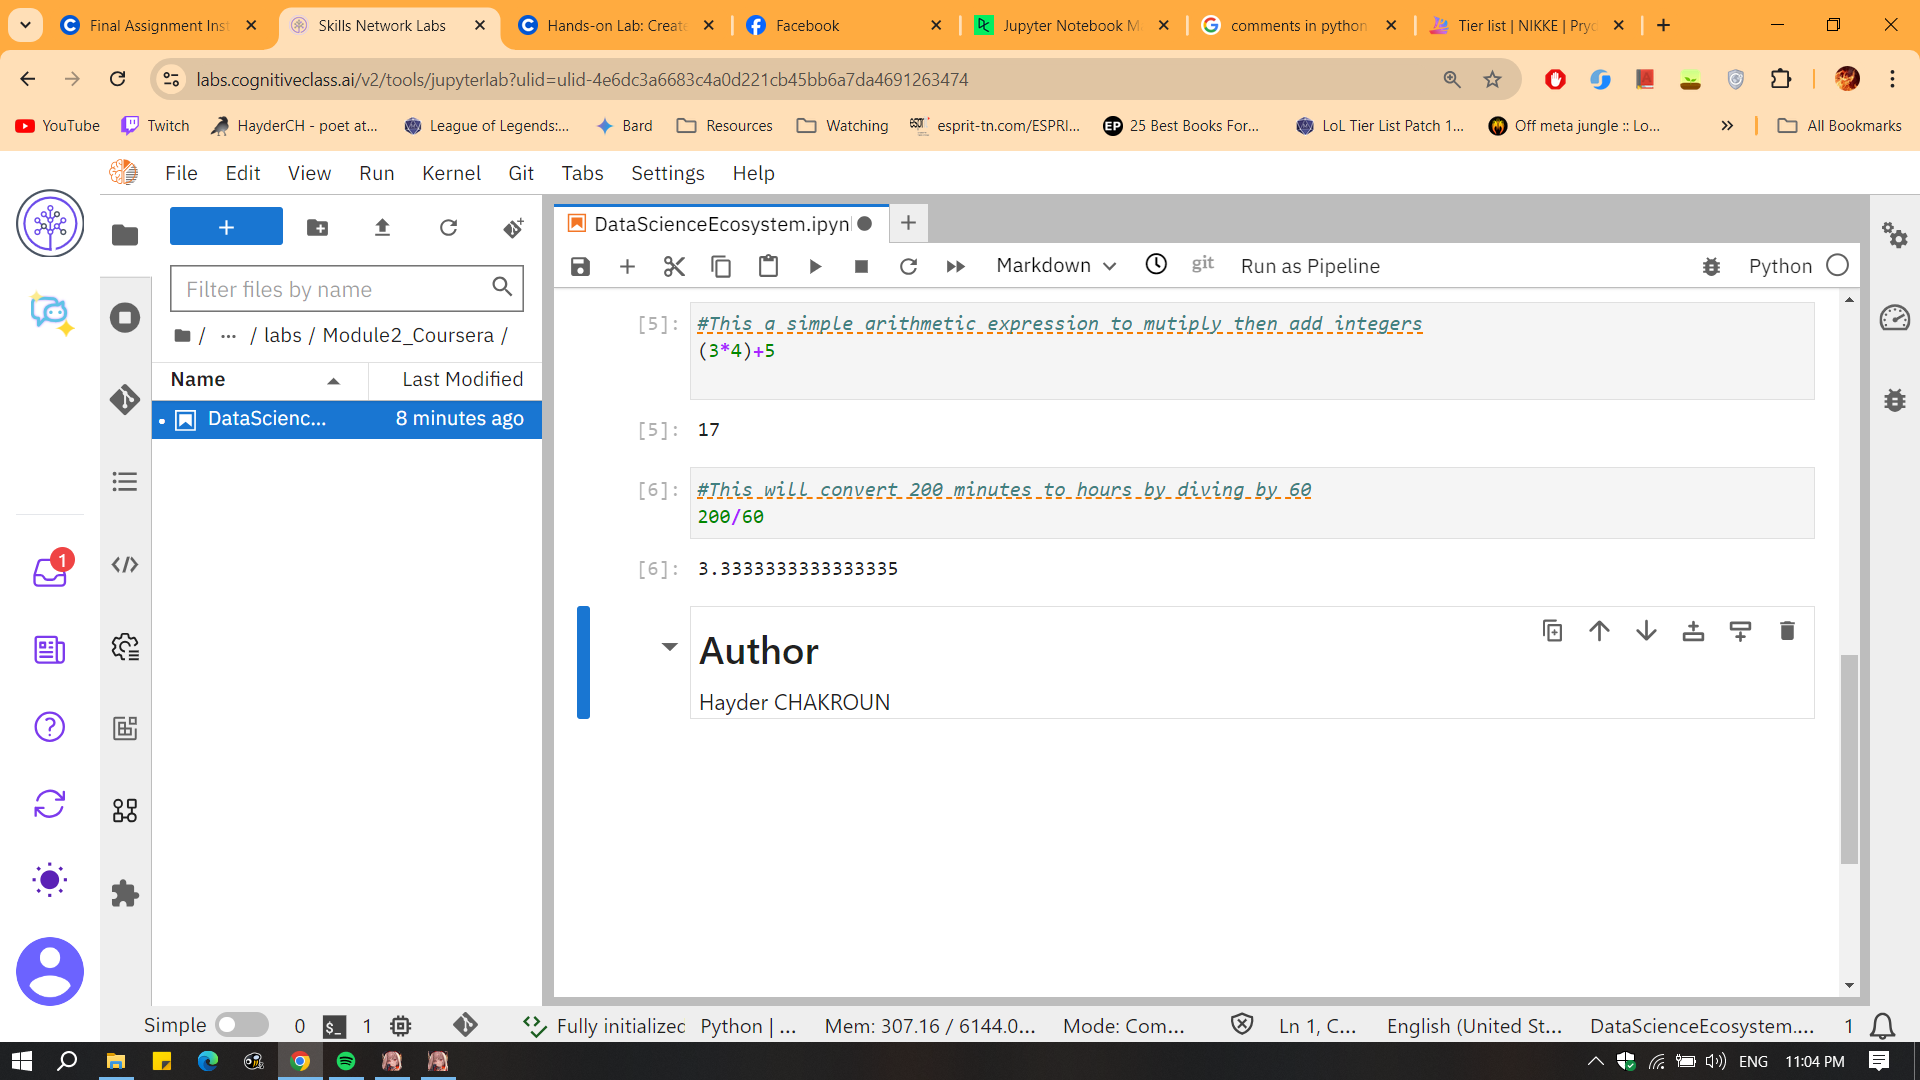 Final Assignment Inst
Skills Network Labs
Hands-on Lab: Create
Facebook
Jupyter Notebook M
comments in python
Tier list | NIKKE | Pryd
labs.cognitiveclass.ai/v2/tools/jupyterlab?ulid=ulid-4e6dc3a6683c4a0d221cb45bb6a7da4691263474
YouTube
Twitch
HayderCH - poet at...
League of Legends:...
Bard
Resources
Watching
esprit-tn.com/ESPRI...
EP
25 Best Books For...
LoL Tier List Patch 1...
Off meta jungle :: Lo...
All Bookmarks
File Edit View Run Kernel Git Tabs Settings Help
DataScienceEcosystem.ipyn
Filter files by name
/ ... / labs / Module2_Coursera /
Name
Last Modified
DataScienc...
8 minutes ago
Markdown
git
Run as Pipeline
Python
[5]: #This a simple arithmetic expression to mutiply then add integers
(3*4)+5
[5]: 17
[6]: #This will convert 200 minutes to hours by diving by 60
200/60
[6]: 3.3333333333333335
Author
Hayder CHAKROUN
1
Simple
0
$_
1
Fully initialized
Python | ...
Mem: 307.16 / 6144.0...
Mode: Com...
Ln 1, C...
English (United St...
DataScienceEcosystem....
1
ENG
11:04 PM